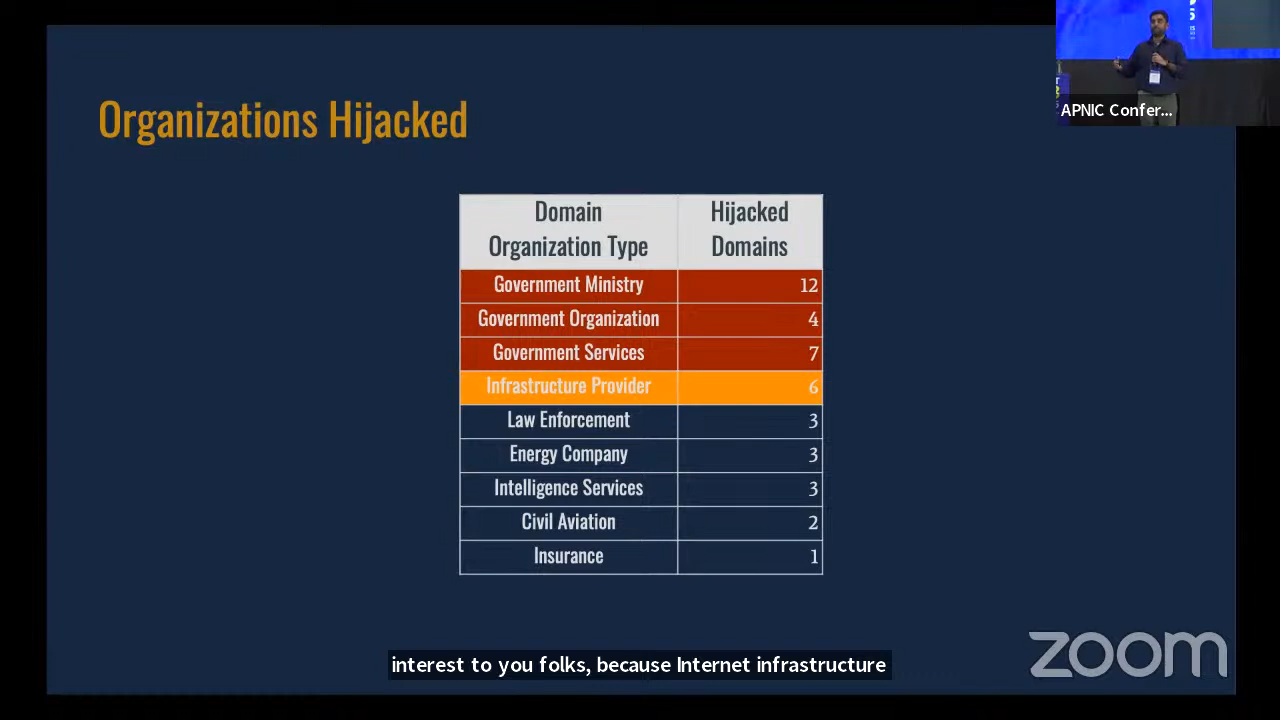 Organizations Hijacked
APNIC Confer...
Domain Organization Type
Hijacked Domains
Government Ministry 12
Government Organization 4
Government Services 7
Infrastructure Provider 6
Law Enforcement 3
Energy Company 3
Intelligence Services 3
Civil Aviation 2
Insurance 1
interest to you folks, because Internet infrastructure
zoom